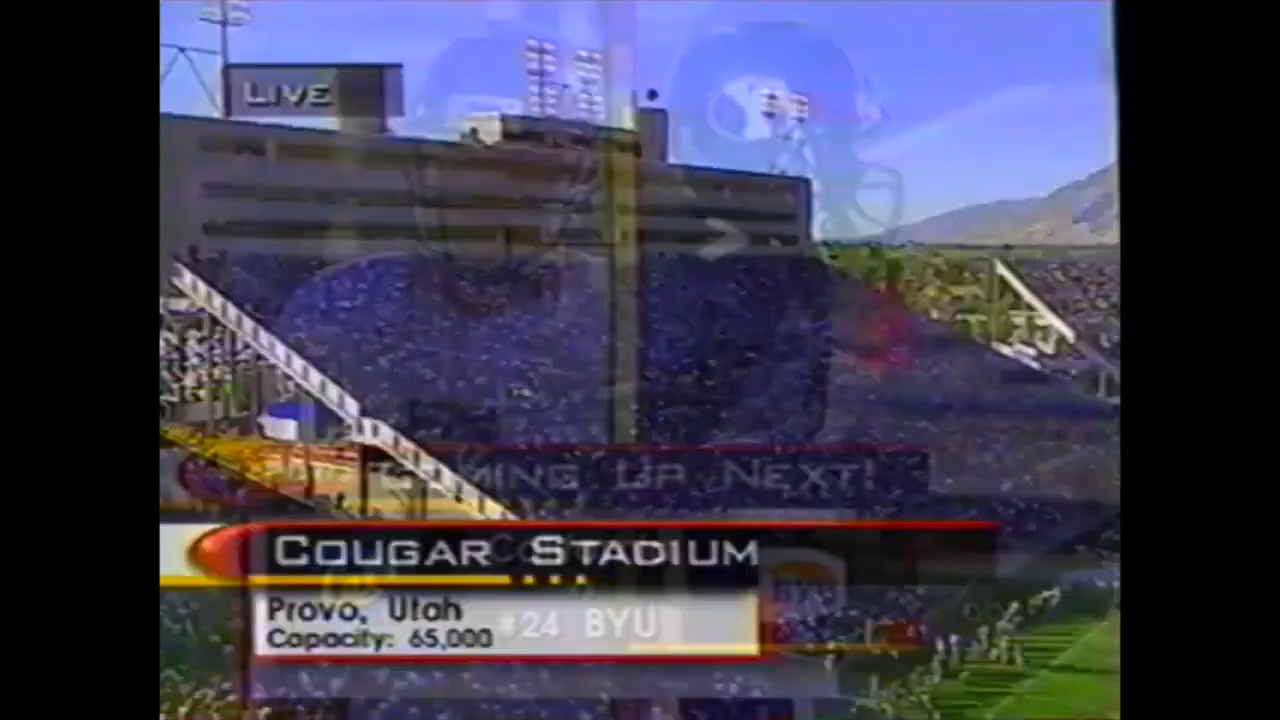 LIVE
COMING UP NEXT!
COUGAR STADIUM
Provo, Utah
#24 BYU
Capacity: 65,000